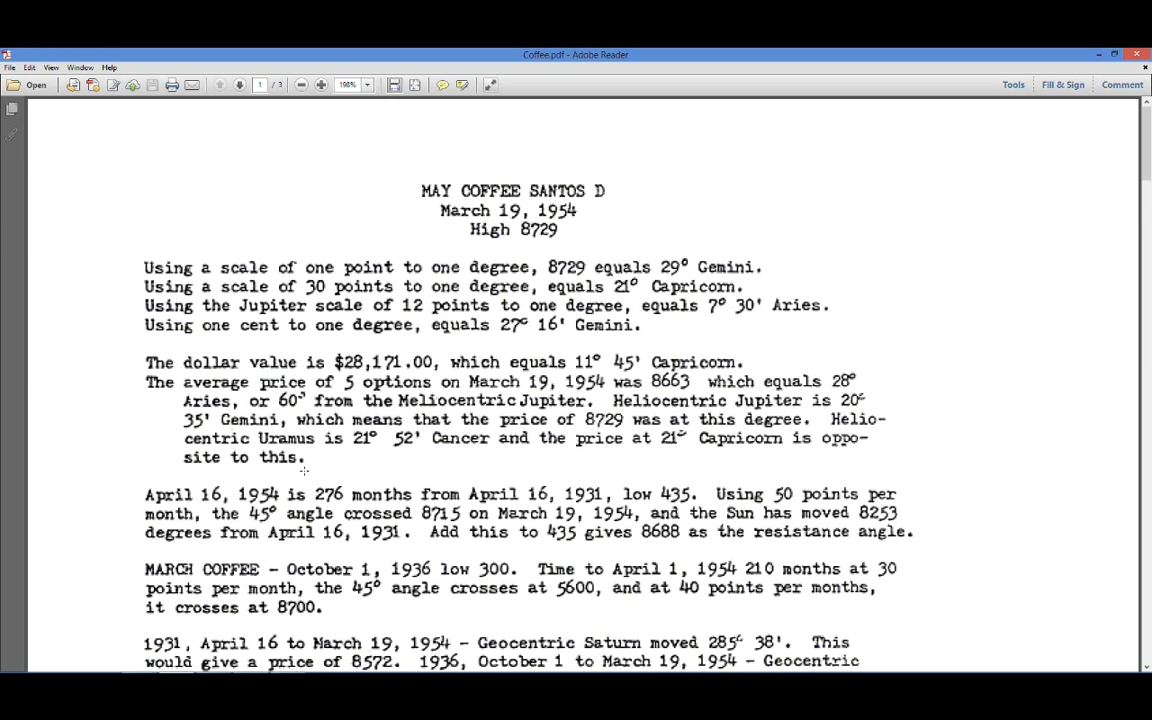 Coffee.pdf - Adobe Reader
File Edit View Window Help
Open 1 / 3 198% Tools Fill & Sign Comment
MAY COFFEE SANTOS D
March 19, 1954
High 8729
Using a scale of one point to one degree, 8729 equals 29° Gemini.
Using a scale of 30 points to one degree, equals 21° Capricorn.
Using the Jupiter scale of 12 points to one degree, equals 7° 30' Aries.
Using one cent to one degree, equals 27° 16' Gemini.
The dollar value is $28,171.00, which equals 11° 45' Capricorn.
The average price of 5 options on March 19, 1954 was 8663 which equals 28°
Aries, or 60° from the Meliocentric Jupiter. Heliocentric Jupiter is 20°
35' Gemini, which means that the price of 8729 was at this degree. Helio-
centric Uramus is 21° 52' Cancer and the price at 21° Capricorn is oppo-
site to this.
April 16, 1954 is 276 months from April 16, 1931, low 435. Using 50 points per
month, the 45° angle crossed 8715 on March 19, 1954, and the Sun has moved 8253
degrees from April 16, 1931. Add this to 435 gives 8688 as the resistance angle.
MARCH COFFEE - October 1, 1936 low 300. Time to April 1, 1954 210 months at 30
points per month, the 45° angle crosses at 5600, and at 40 points per months,
it crosses at 8700.
1931, April 16 to March 19, 1954 - Geocentric Saturn moved 285° 38'. This
would give a price of 8572. 1936, October 1 to March 19, 1954 - Geocentric